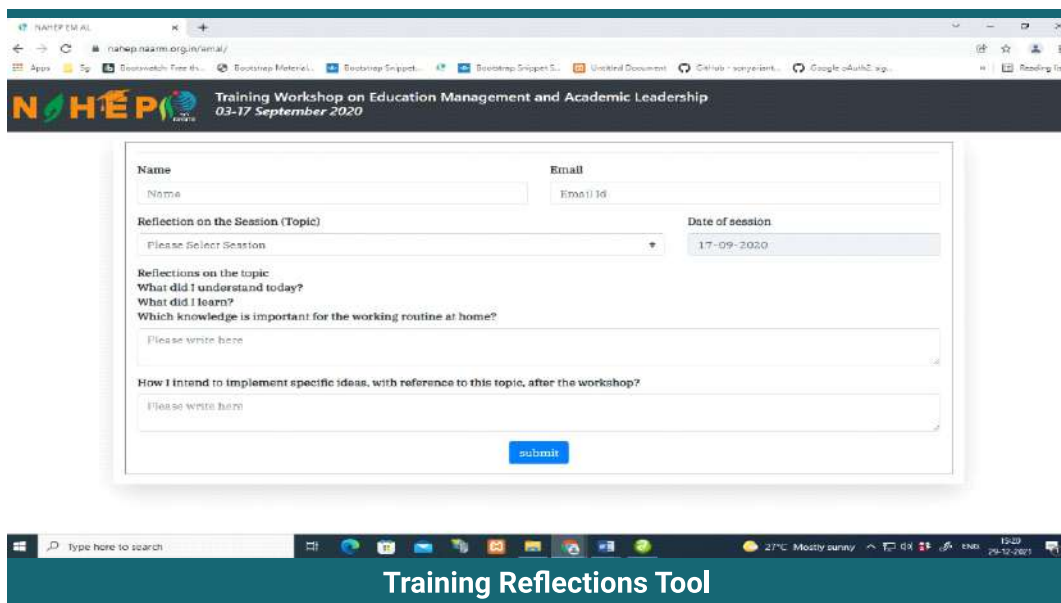 NAHEP EMAL
nahep.naarm.org.in/emal/
Apps
Bootswatch: Free th...
Bootstrap Material...
Bootstrap Snippet...
Bootstrap Snippet S...
Untitled Document
Google oAuth2
Reading
NAHEP
Training Workshop on Education Management and Academic Leadership
03-17 September 2020
Name
Email
Name
Email Id
Reflection on the Session (Topic)
Date of session
Please Select Session
17-09-2020
Reflections on the topic
What did I understand today?
What did I learn?
Which knowledge is important for the working routine at home?
Please write here
How I intend to implement specific ideas, with reference to this topic, after the workshop?
Please write here
submit
Type here to search
27°C Mostly sunny
ENG
15:20
29-12-2021
Training Reflections Tool